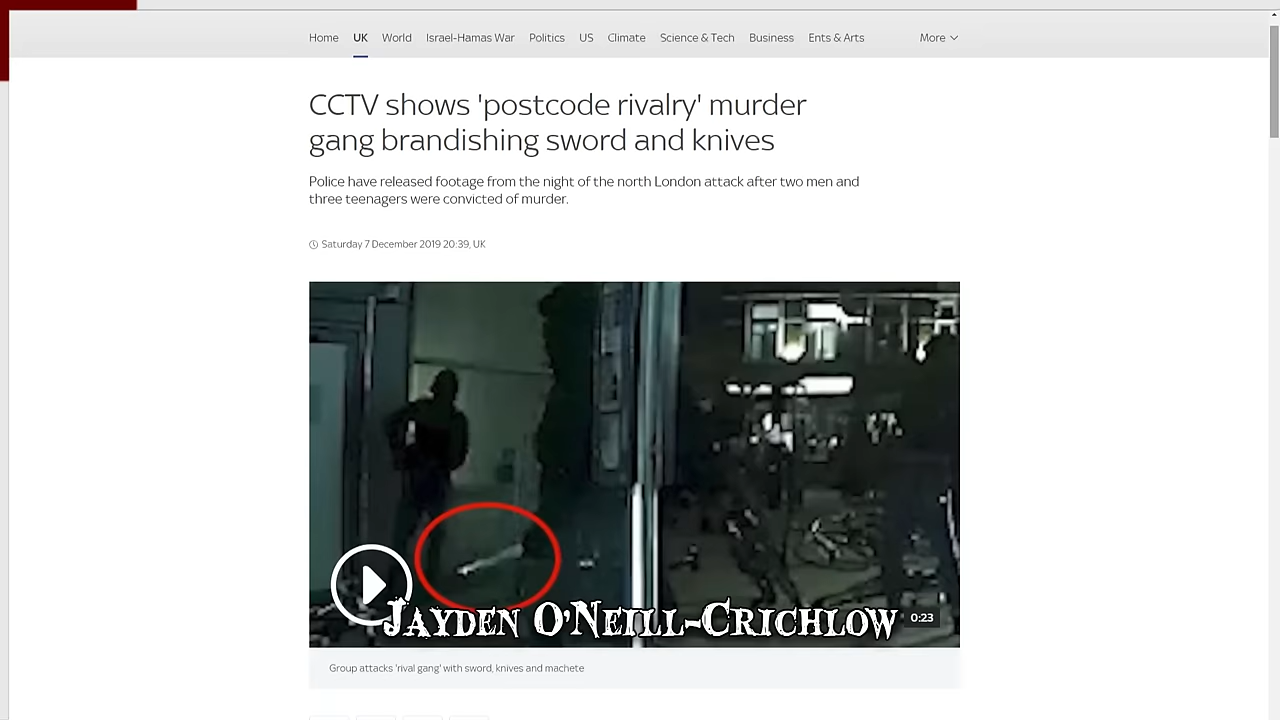 Home UK World Israel-Hamas War Politics US Climate Science & Tech Business Ents & Arts More
CCTV shows 'postcode rivalry' murder
gang brandishing sword and knives
Police have released footage from the night of the north London attack after two men and
three teenagers were convicted of murder.
Saturday 7 December 2019 20:39, UK
Jayden O'Neill-Crichlow
0:23
Group attacks 'rival gang' with sword, knives and machete